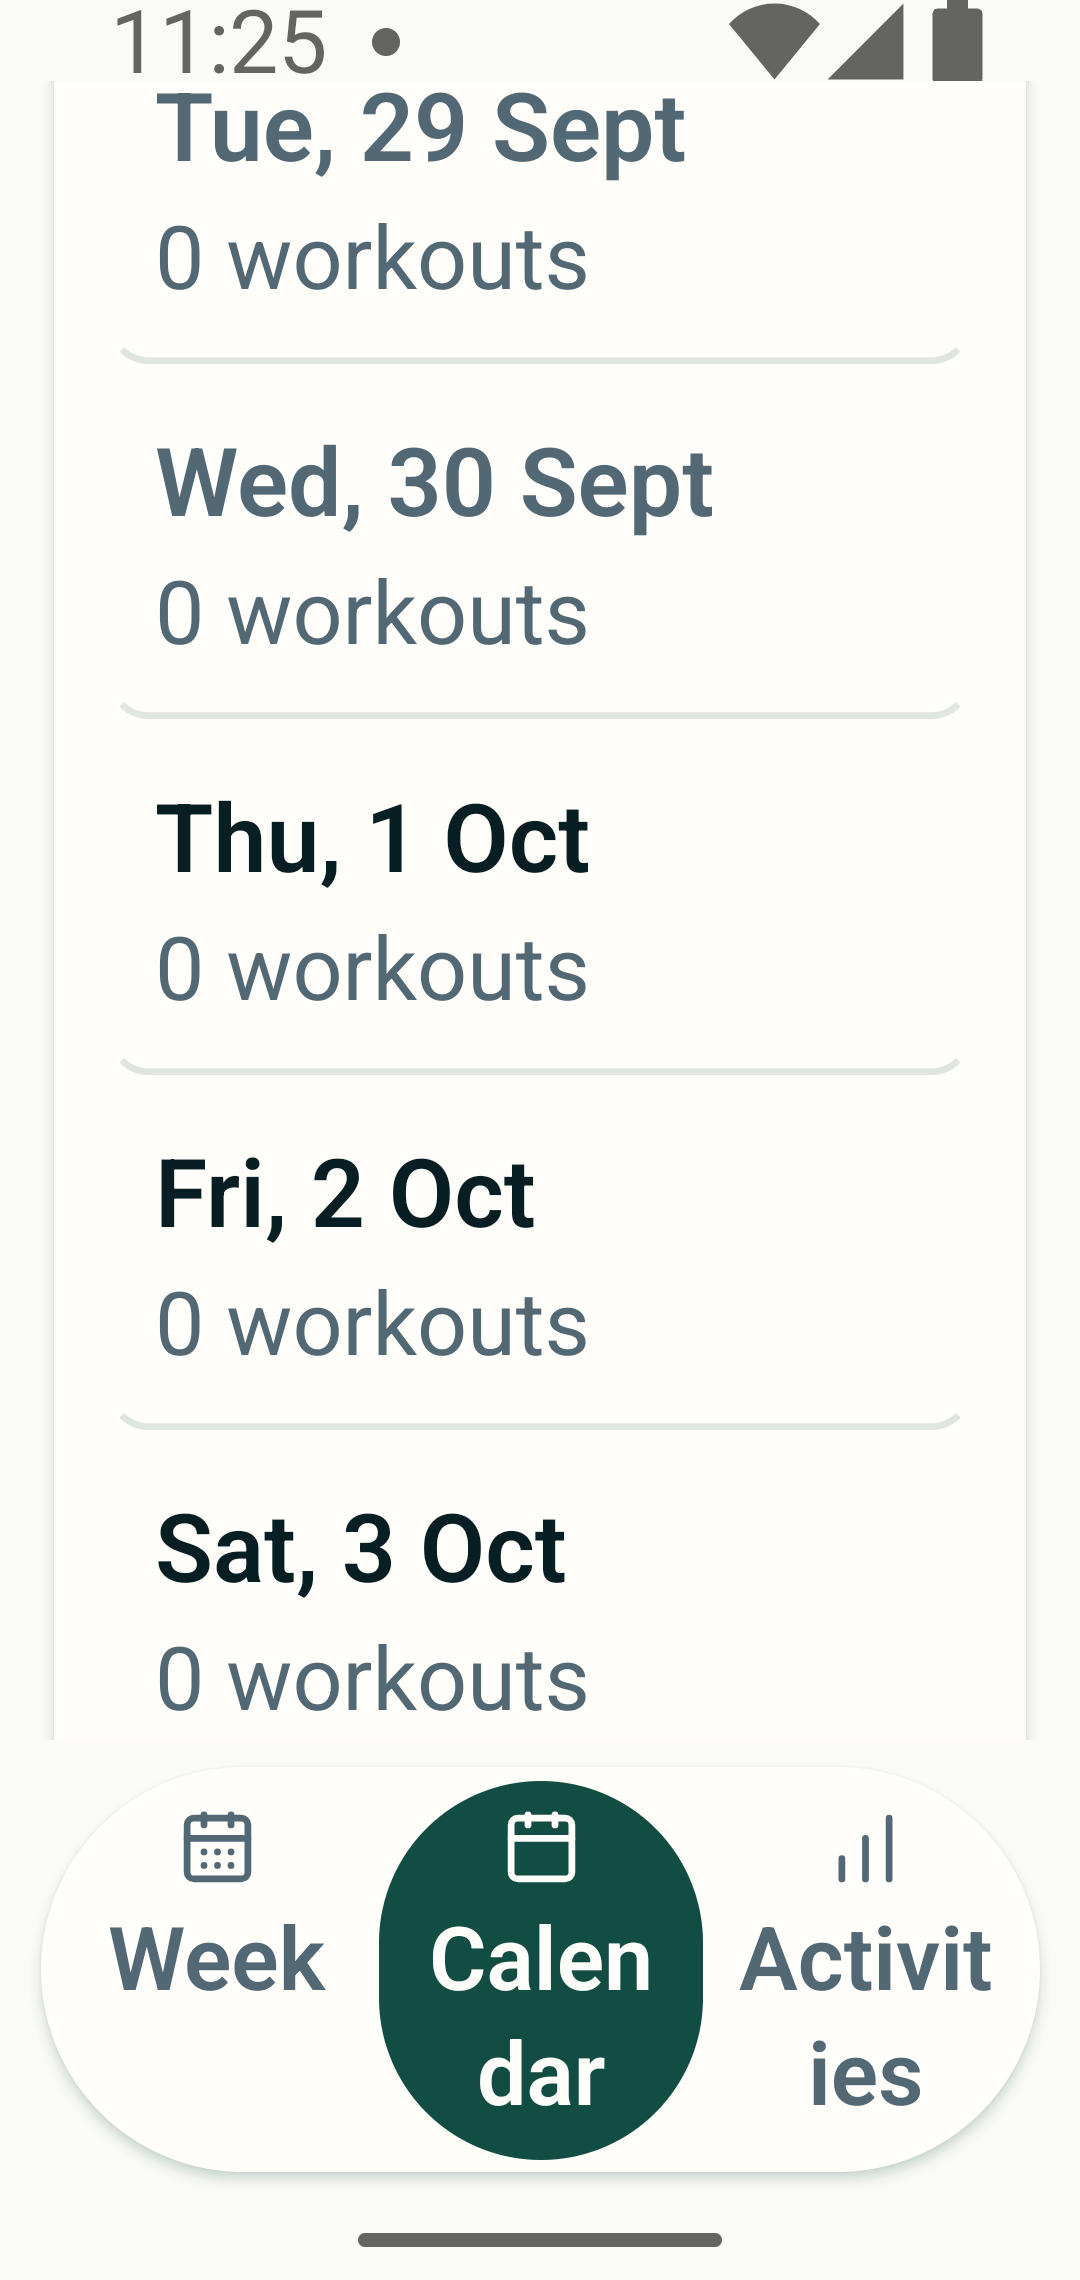 11:25
Tue, 29 Sept
0 workouts
Wed, 30 Sept
0 workouts
Thu, 1 Oct
0 workouts
Fri, 2 Oct
0 workouts
Sat, 3 Oct
0 workouts
Week
Calen
dar
Activit
ies